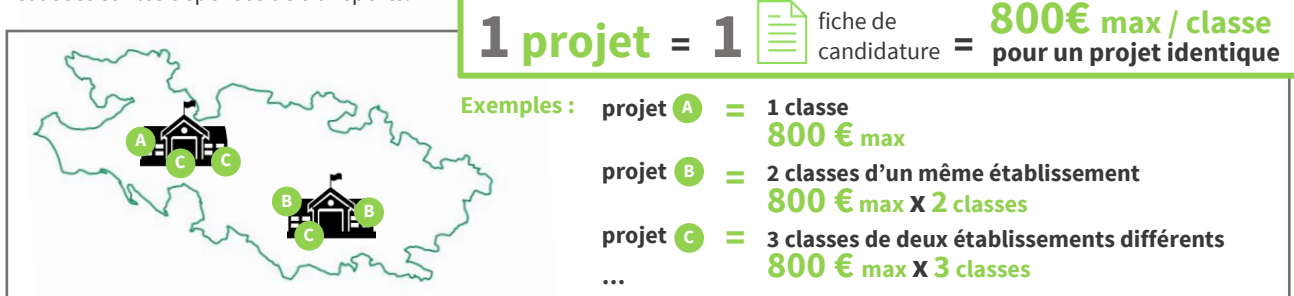 1 projet = 1 fiche de candidature = 800€ max / classe pour un projet identique
Exemples :
projet A = 1 classe
800 € max
projet B = 2 classes d'un même établissement
800 € max x 2 classes
projet C = 3 classes de deux établissements différents
800 € max x 3 classes
...
A
C
C
B
B
C